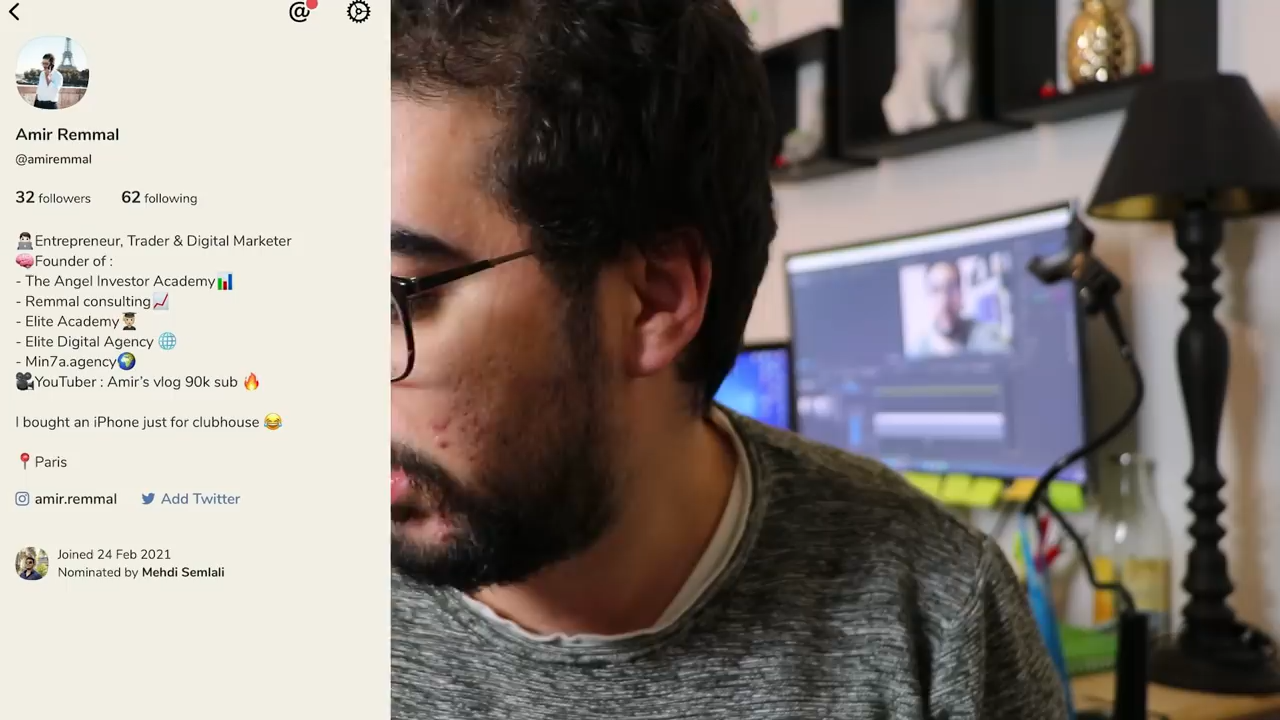 @
Amir Remmal
@amiremmal
32 followers 62 following
👨🏻‍💻Entrepreneur, Trader & Digital Marketer
🧠Founder of :
- The Angel Investor Academy📊
- Remmal consulting📈
- Elite Academy👨🏼‍🎓
- Elite Digital Agency 🌐
- Min7a.agency🌍
🎥YouTuber : Amir’s vlog 90k sub 🔥
I bought an iPhone just for clubhouse 😂
📍Paris
amir.remmal Add Twitter
Joined 24 Feb 2021
Nominated by Mehdi Semlali